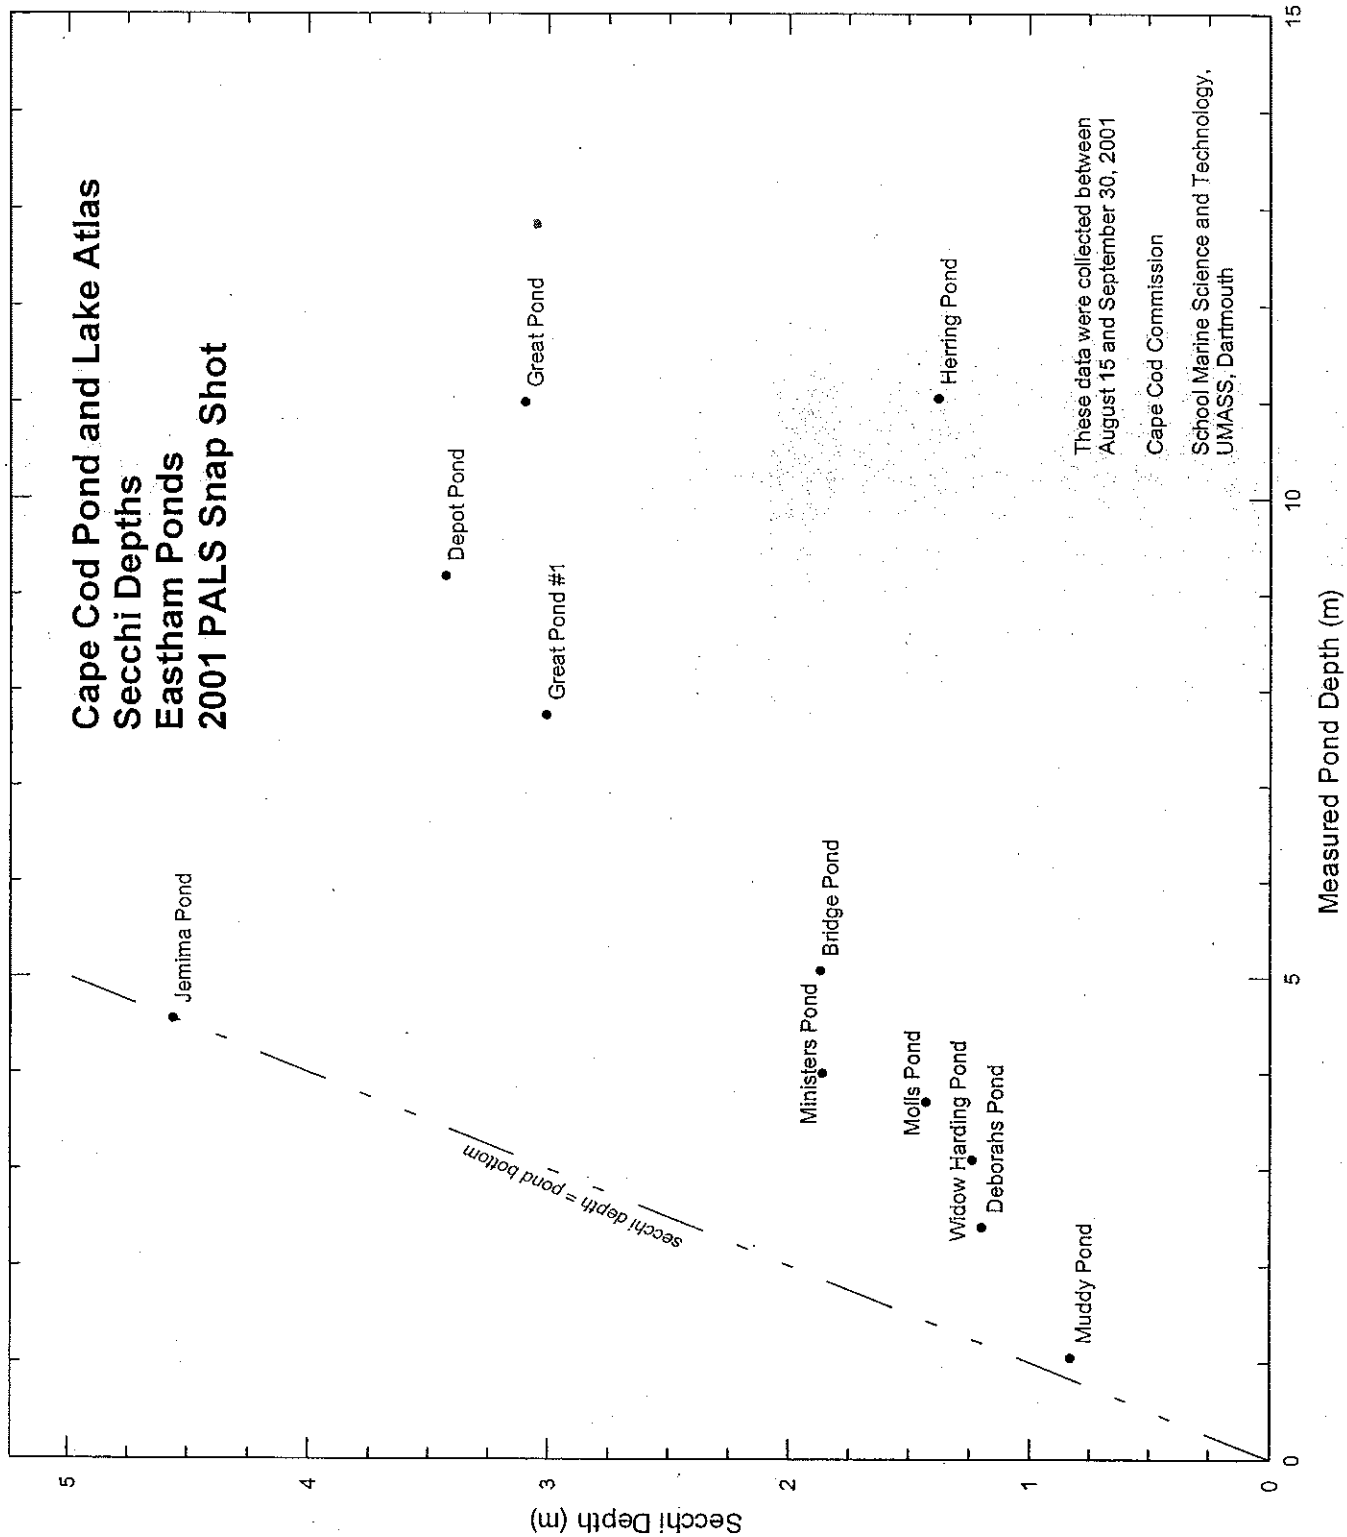 Cape Cod Pond and Lake Atlas
Secchi Depths
Eastham Ponds
2001 PALS Snap Shot
Secchi Depth (m)
5
4
3
2
1
0
Jemima Pond
secchi depth = pond bottom
Depot Pond
Great Pond
Great Pond #1
Ministers Pond
Bridge Pond
Molls Pond
Widow Harding Pond
Deborahs Pond
Muddy Pond
Herring Pond
These data were collected between
August 15 and September 30, 2001
Cape Cod Commission
School Marine Science and Technology,
UMASS, Dartmouth
0
5
10
15
Measured Pond Depth (m)